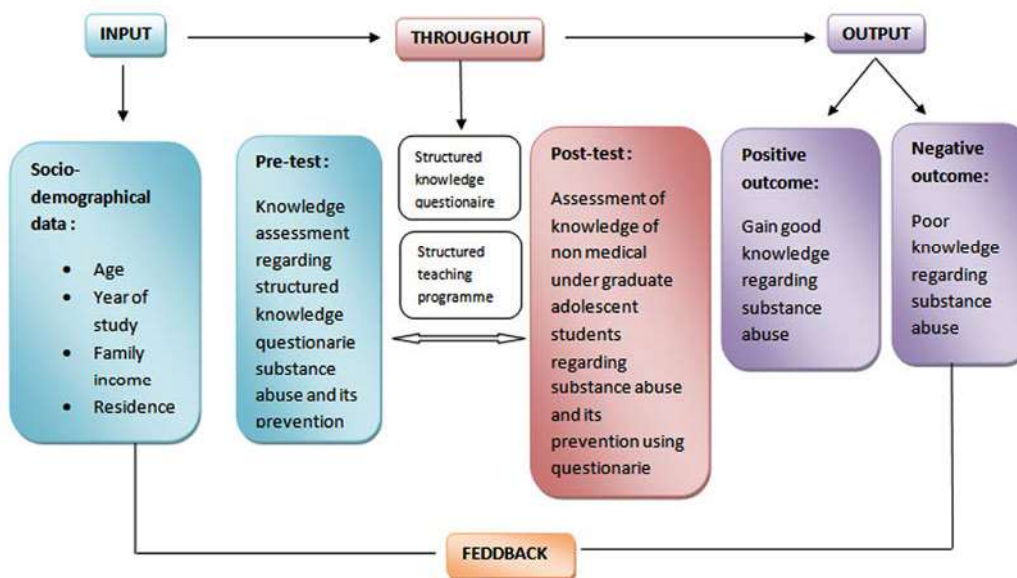 INPUT
THROUGHOUT
OUTPUT
Socio-
demographical
data :
Age
Year of
study
Family
income
Residence
Pre-test :
Knowledge
assessment
regarding
structured
knowledge
questionarie
substance
abuse and its
prevention
Structured
knowledge
questionaire
Structured
teaching
programme
Post-test :
Assessment of
knowledge of
non medical
under graduate
adolescent
students
regarding
substance abuse
and its
prevention using
questionarie
Positive
outcome:
Gain good
knowledge
regarding
substance
abuse
Negative
outcome:
Poor
knowledge
regarding
substance
abuse
FEDDBACK